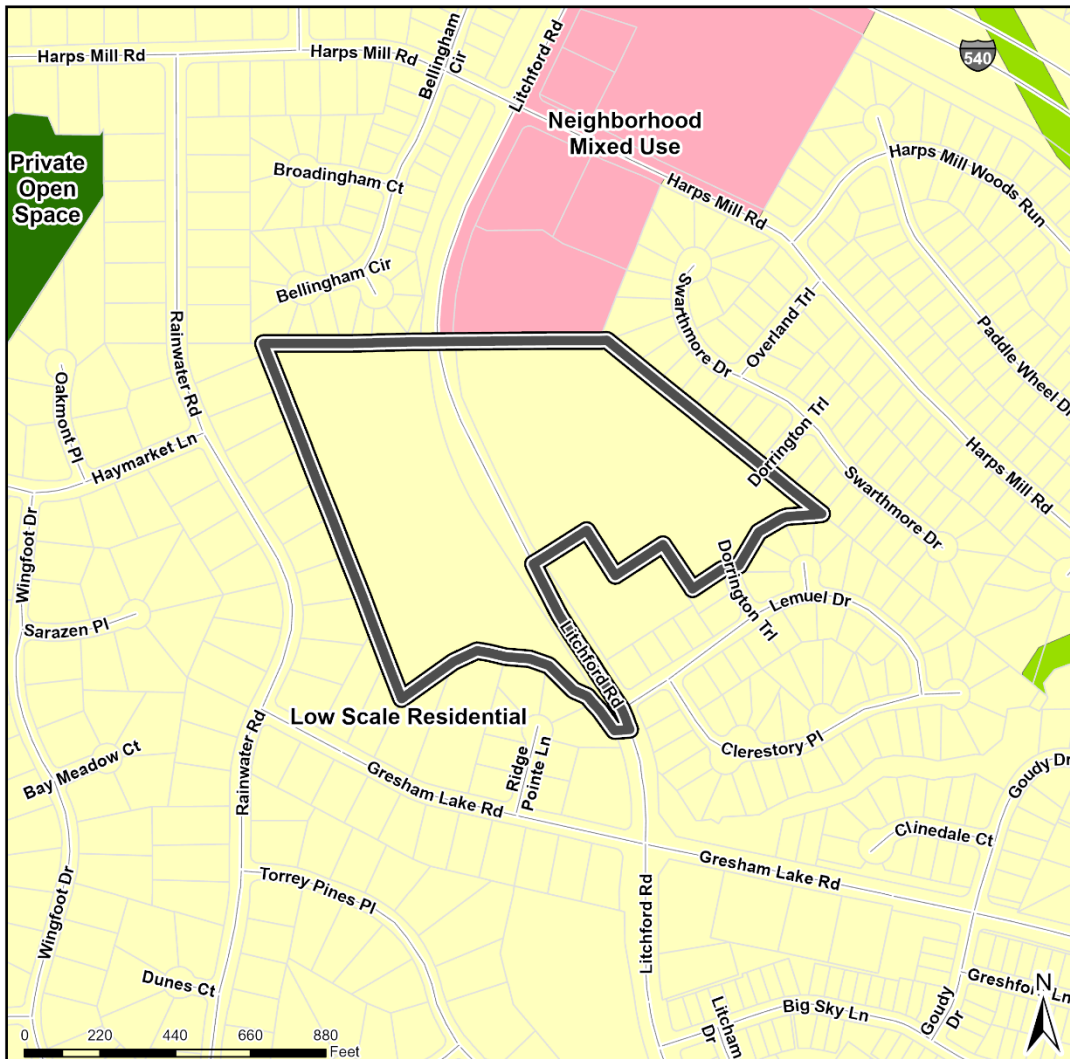 Harps Mill Rd
Harps Mill Rd
Bellingham
Cir
Litchford Rd
540
Neighborhood
Mixed Use
Private
Open
Space
Broadingham Ct
Harps Mill Rd
Harps Mill Woods Run
Bellingham Cir
Swarthmore Dr
Overland Trl
Paddle Wheel Dr
Rainwater Rd
Oakmont Pl
Haymarket Ln
Dorrington Trl
Harps Mill Rd
Swarthmore Dr
Wingfoot Dr
Dorrington Trl
Lemuel Dr
Sarazen Pl
Litchford Rd
Low Scale Residential
Rainwater Rd
Ridge
Pointe Ln
Clerestory Pl
Bay Meadow Ct
Gresham Lake Rd
Goudy Dr
Clinedale Ct
Gresham Lake Rd
Torrey Pines Pl
Wingfoot Dr
Litchford Rd
Dunes Ct
Greshford Ln
Goudy
Dr
Big Sky Ln
Litcham
Dr
N
0 220 440 660 880
Feet